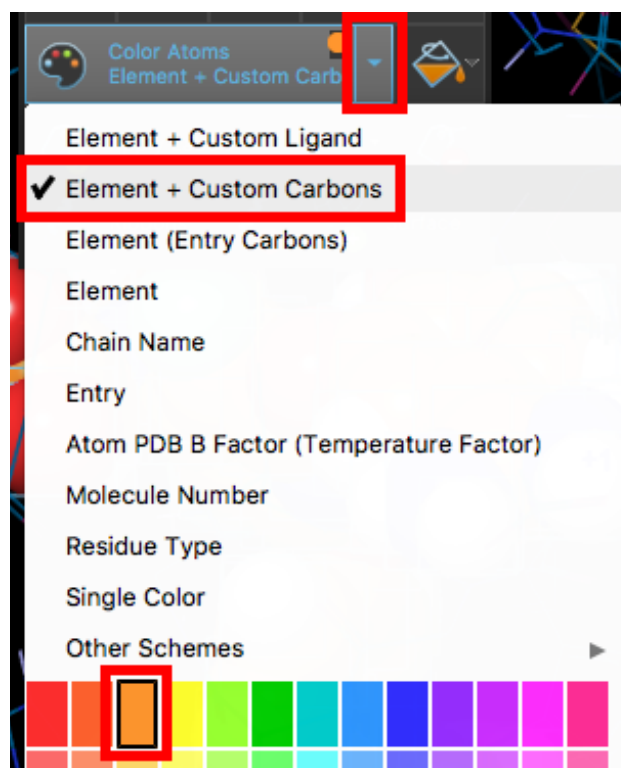 Color Atoms
Element + Custom Carb
Element + Custom Ligand
✔ Element + Custom Carbons
Element (Entry Carbons)
Element
Chain Name
Entry
Atom PDB B Factor (Temperature Factor)
Molecule Number
Residue Type
Single Color
Other Schemes